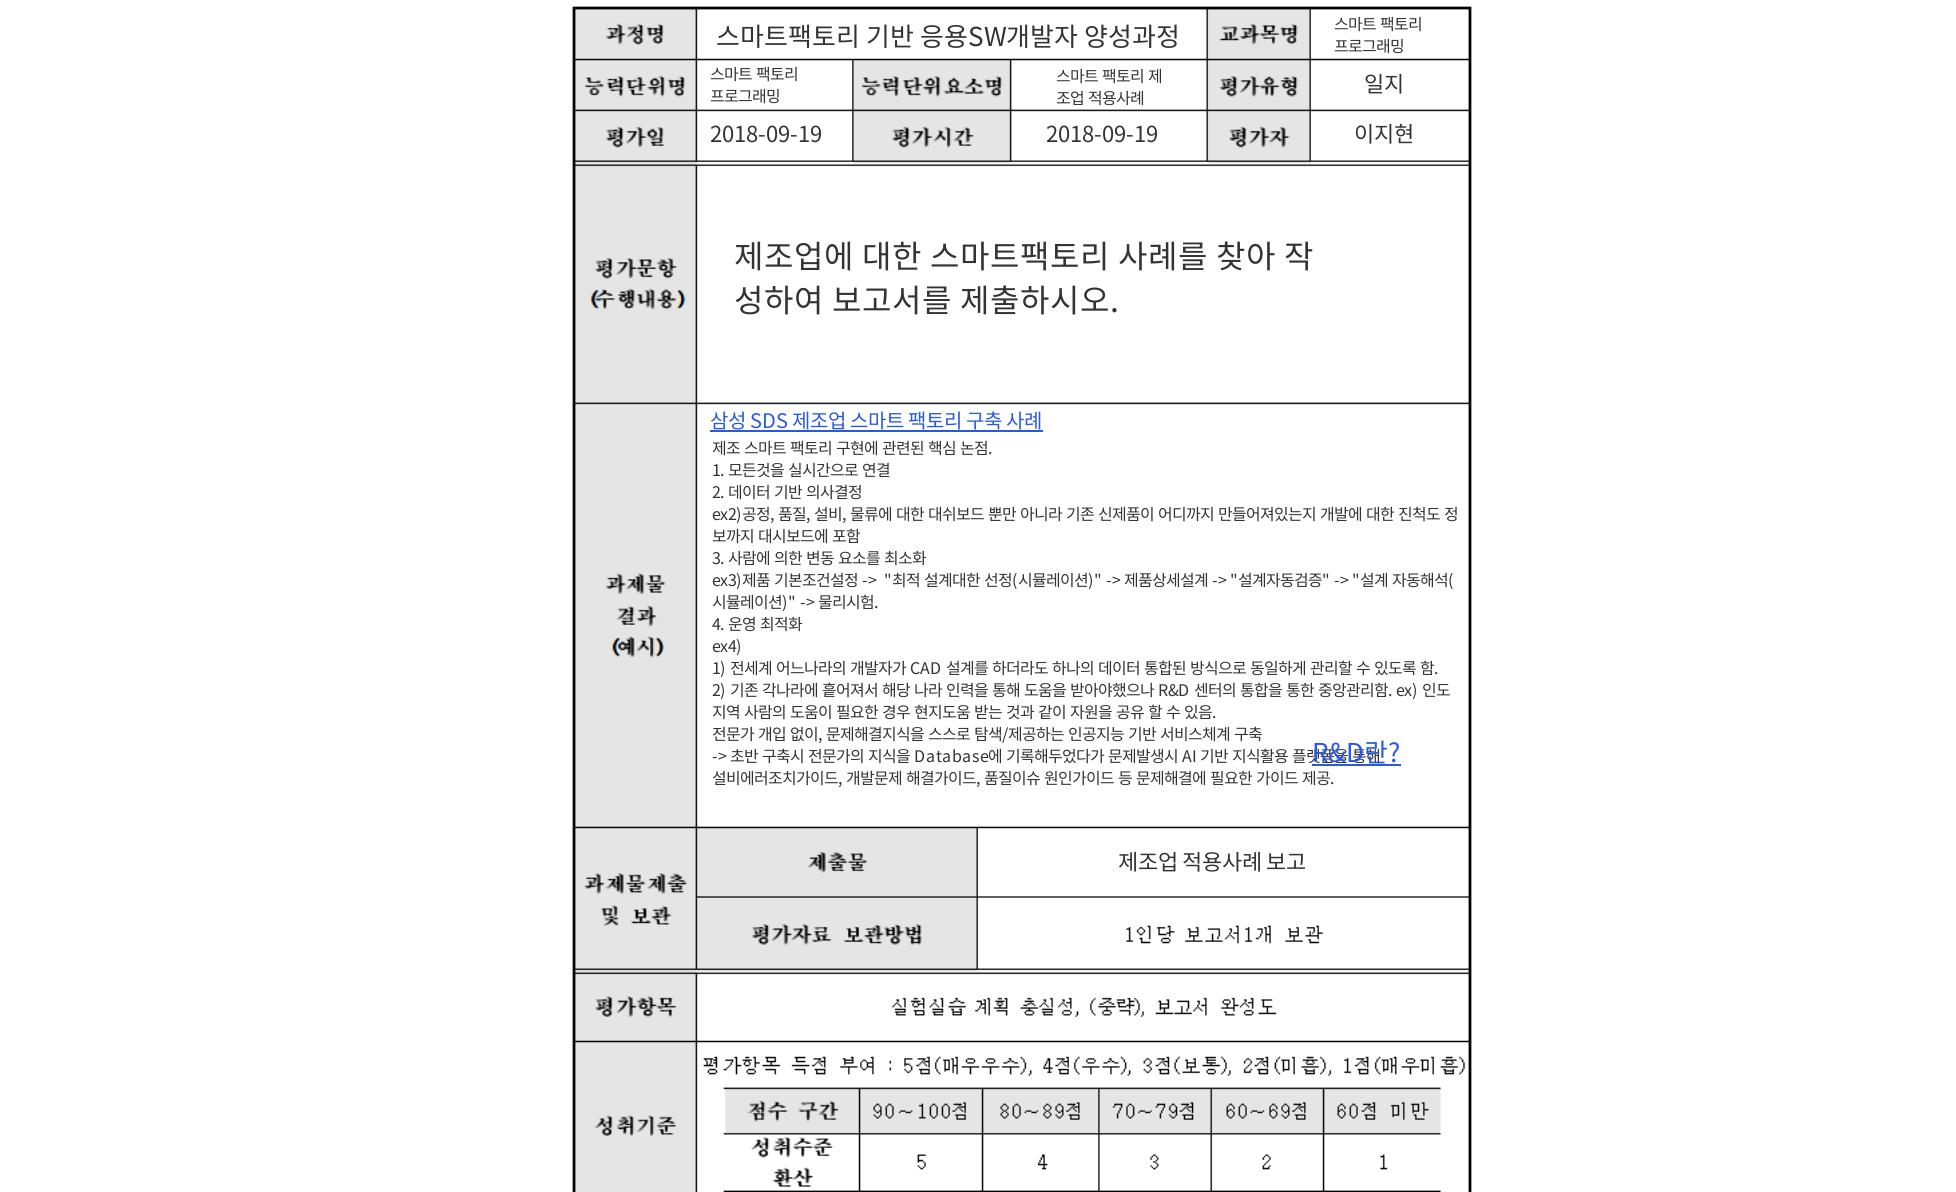 과정명 스마트팩토리 기반 응용SW개발자 양성과정 교과목명 스마트 팩토리
프로그래밍
능력단위명 스마트 팩토리
프로그래밍 능력단위요소명 스마트 팩토리 제
조업 적용사례 평가유형 일지
평가일 2018-09-19 평가시간 2018-09-19 평가자 이지현
평가문항
(수행내용)
제조업에 대한 스마트팩토리 사례를 찾아 작
성하여 보고서를 제출하시오.
과제물
결과
(예시)
삼성 SDS 제조업 스마트 팩토리 구축 사례
제조 스마트 팩토리 구현에 관련된 핵심 논점.
1. 모든것을 실시간으로 연결
2. 데이터 기반 의사결정
ex2)공정, 품질, 설비, 물류에 대한 대쉬보드 뿐만 아니라 기존 신제품이 어디까지 만들어져있는지 개발에 대한 진척도 정
보까지 대시보드에 포함
3. 사람에 의한 변동 요소를 최소화
ex3)제품 기본조건설정 -> "최적 설계대한 선정(시뮬레이션)" -> 제품상세설계 -> "설계자동검증" -> "설계 자동해석(
시뮬레이션)" -> 물리시험.
4. 운영 최적화
ex4)
1) 전세계 어느나라의 개발자가 CAD 설계를 하더라도 하나의 데이터 통합된 방식으로 동일하게 관리할 수 있도록 함.
2) 기존 각나라에 흩어져서 해당 나라 인력을 통해 도움을 받아야했으나 R&D 센터의 통합을 통한 중앙관리함. ex) 인도
지역 사람의 도움이 필요한 경우 현지도움 받는 것과 같이 자원을 공유 할 수 있음.
전문가 개입 없이, 문제해결지식을 스스로 탐색/제공하는 인공지능 기반 서비스체계 구축
-> 초반 구축시 전문가의 지식을 Database에 기록해두었다가 문제발생시 AI 기반 지식활용 플랫폼을 통해
R&D란?
설비에러조치가이드, 개발문제 해결가이드, 품질이슈 원인가이드 등 문제해결에 필요한 가이드 제공.
과제물제출
및 보관
제출물 제조업 적용사례 보고
평가자료 보관방법 1인당 보고서1개 보관
평가항목 실험실습 계획 충실성, (중략), 보고서 완성도
성취기준
평가항목 득점 부여 : 5점(매우우수), 4점(우수), 3점(보통), 2점(미흡), 1점(매우미흡)
점수 구간 90~100점 80~89점 70~79점 60~69점 60점 미만
성취수준
환산 5 4 3 2 1